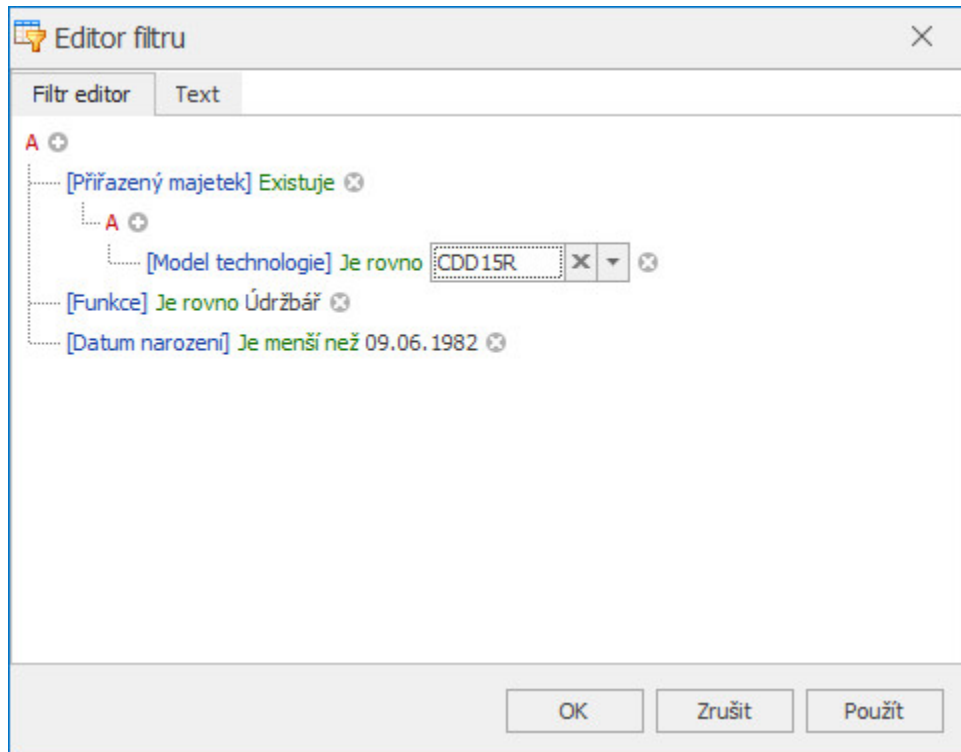 Editor filtru
Filtr editor Text
A
[Přiřazený majetek] Existuje
A
[Model technologie] Je rovno CDD15R
[Funkce] Je rovno Údržbář
[Datum narození] Je menší než 09.06.1982
OK Zrušit Použít